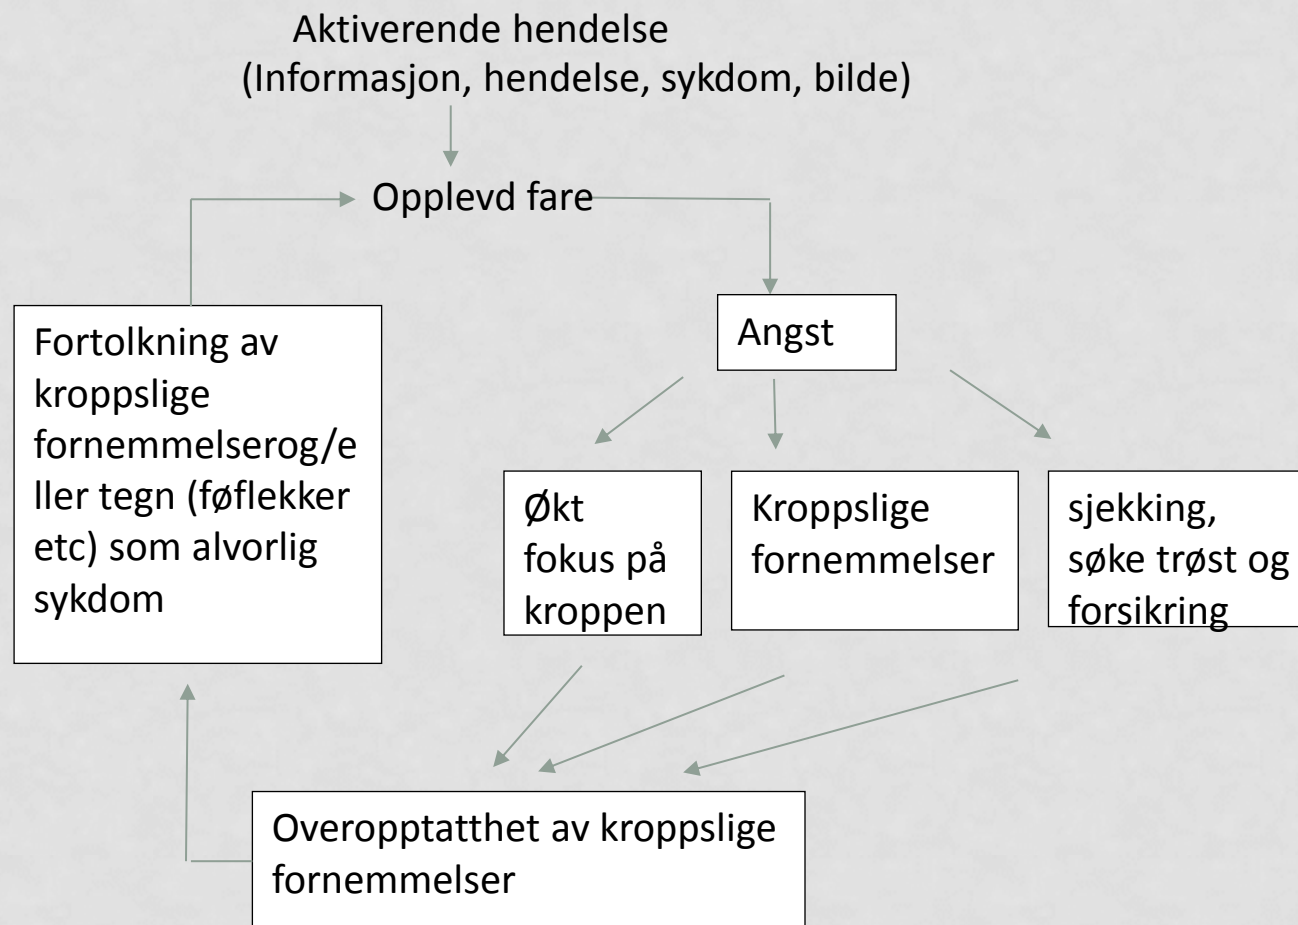 Aktiverende hendelse
(Informasjon, hendelse, sykdom, bilde)
Opplevd fare
Angst
Fortolkning av
kroppslige
fornemmelserog/e
ller tegn (føflekker
etc) som alvorlig
sykdom
Økt
fokus på
kroppen
Kroppslige
fornemmelser
sjekking,
søke trøst og
forsikring
Overopptatthet av kroppslige
fornemmelser